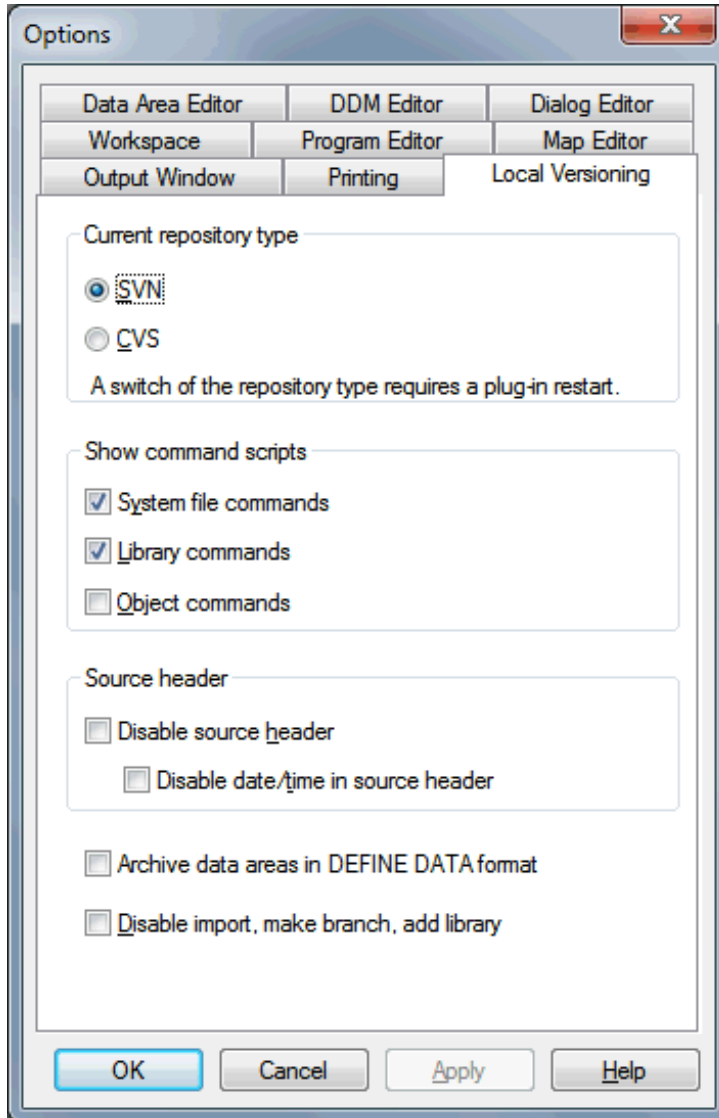 Options
Data Area Editor DDM Editor Dialog Editor
Workspace Program Editor Map Editor
Output Window Printing Local Versioning
Current repository type
SVN
CVS
A switch of the repository type requires a plug-in restart.
Show command scripts
System file commands
Library commands
Object commands
Source header
Disable source header
Disable date/time in source header
Archive data areas in DEFINE DATA format
Disable import, make branch, add library
OK Cancel Apply Help